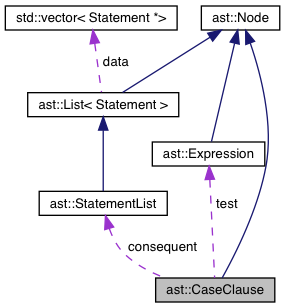 std::vector< Statement *>
ast::Node
data
ast::List< Statement >
ast::Expression
ast::StatementList
test
consequent
ast::CaseClause